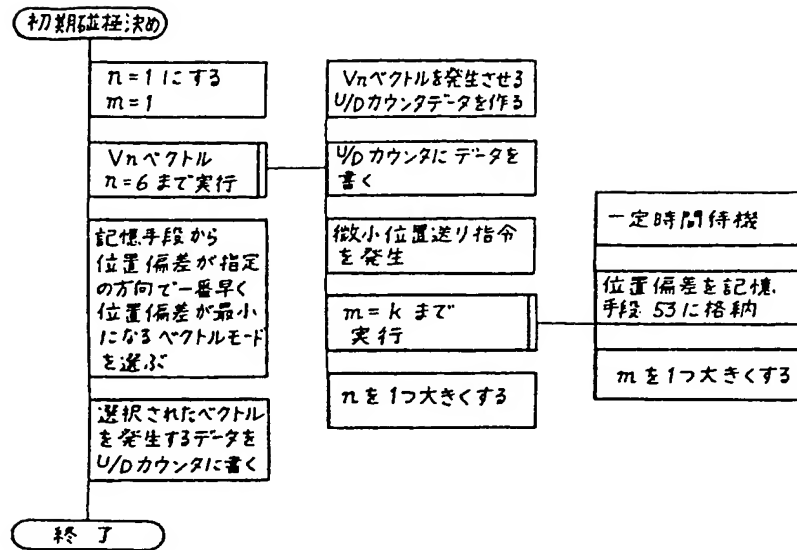 初期磁極決め
n=1にする
m=1
Vnベクトル
n=6まで実行
記憶手段から
位置偏差が指定
の方向で一番早く
位置偏差が最小
になるベクトルモード
を選ぶ
選択されたベクトル
を発生するデータを
U/Dカウンタに書く
終了
Vnベクトルを発生させる
U/Dカウンタデータを作る
U/Dカウンタにデータを
書く
微小位置送り指令
を発生
m=kまで
実行
nを1つ大きくする
一定時間待機
位置偏差を記憶
手段53に格納
mを1つ大きくする